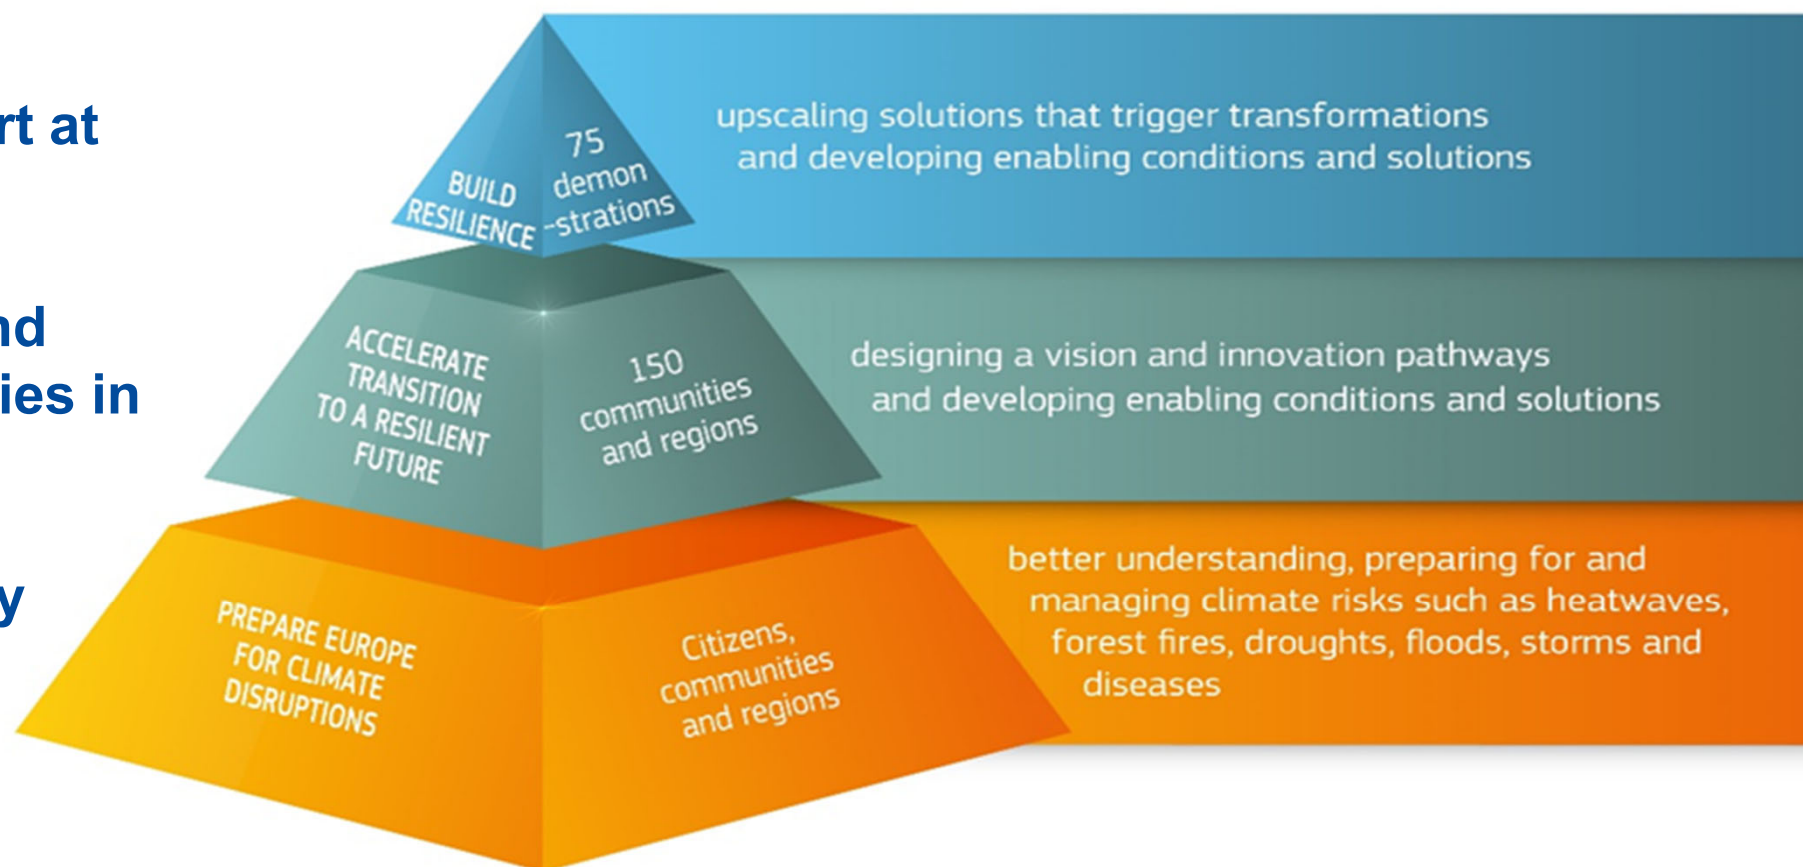 rt at
nd
ies in
y
BUILD
RESILIENCE
75
demon
-strations
upscaling solutions that trigger transformations
and developing enabling conditions and solutions
ACCELERATE
TRANSITION
TO A RESILIENT
FUTURE
150
communities
and regions
designing a vision and innovation pathways
and developing enabling conditions and solutions
PREPARE EUROPE
FOR CLIMATE
DISRUPTIONS
Citizens,
communities
and regions
better understanding, preparing for and
managing climate risks such as heatwaves,
forest fires, droughts, floods, storms and
diseases